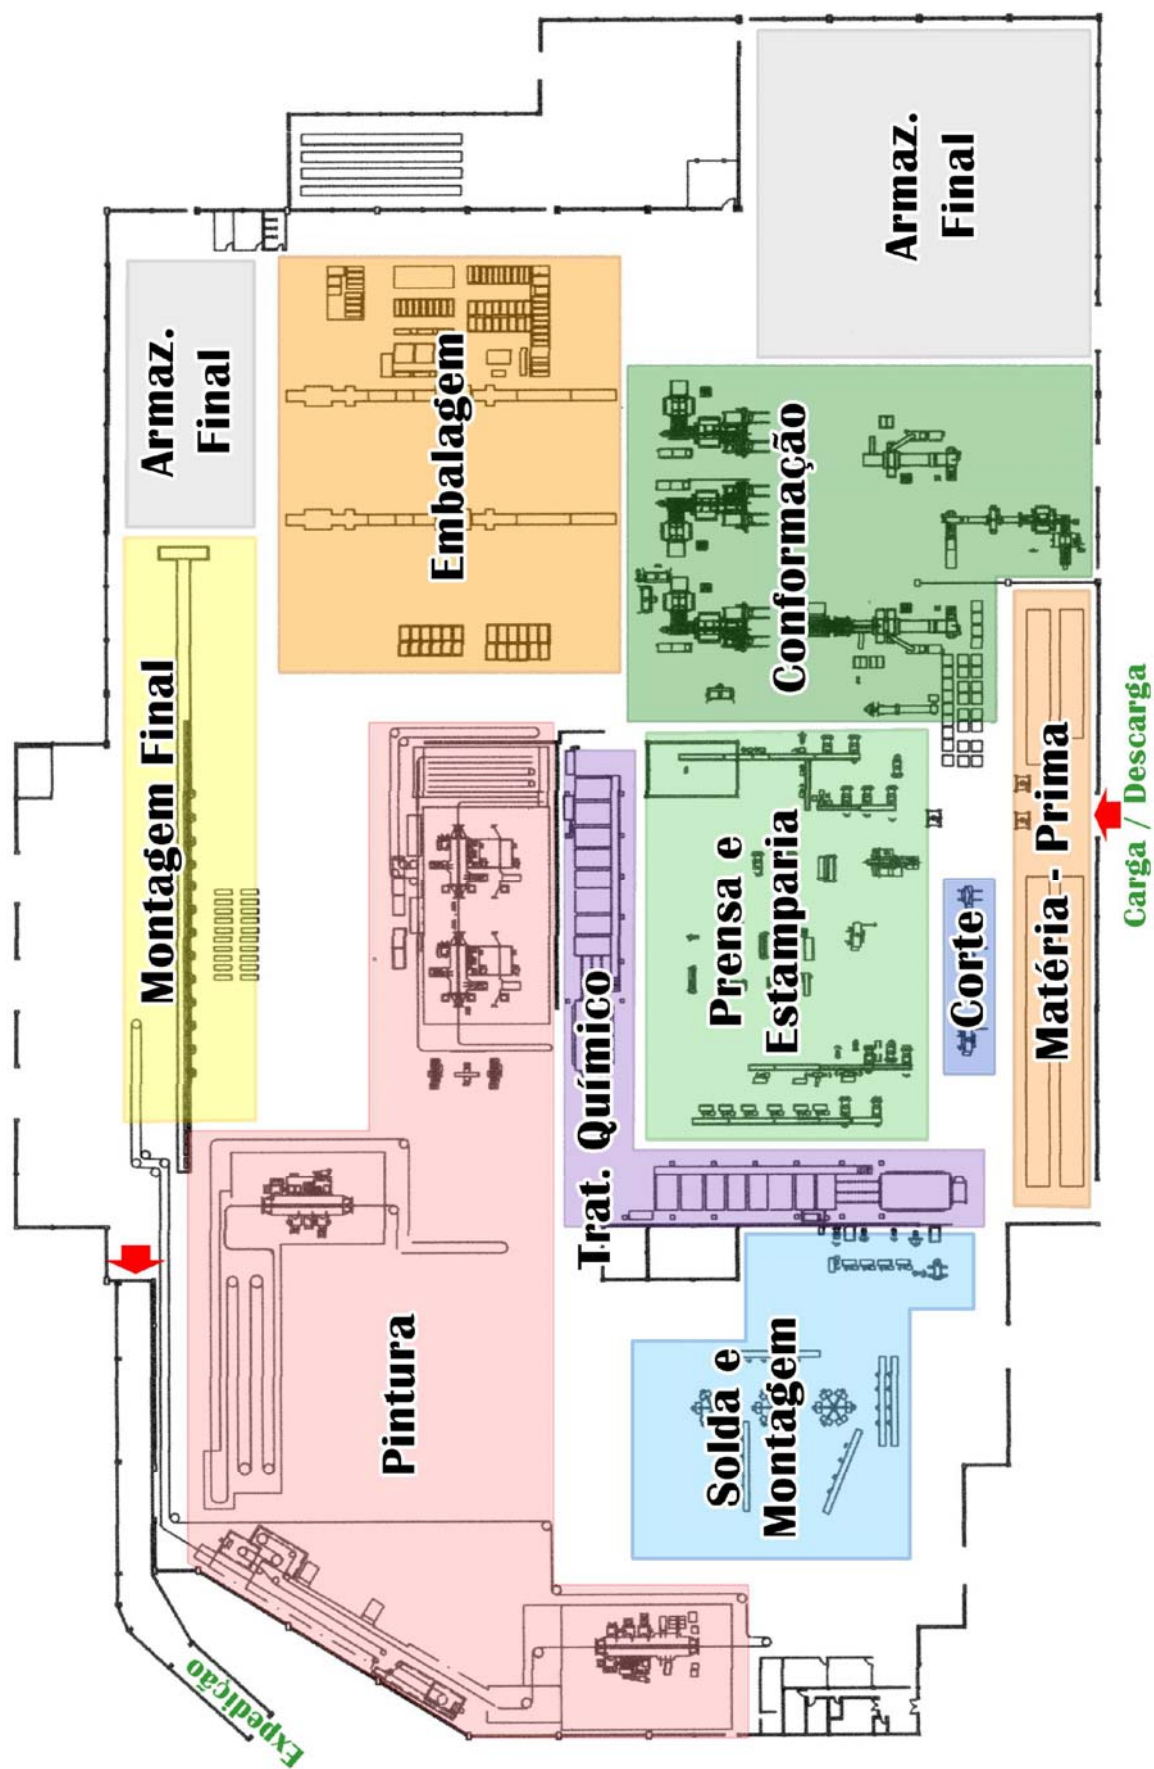 Expedição
Montagem Final
Armaz.
Final
Pintura
Embalagem
Trat. Químico
Solda e
Montagem
Prensa e
Estamparia
Conformação
Armaz.
Final
Corte
Matéria - Prima
Carga / Descarga